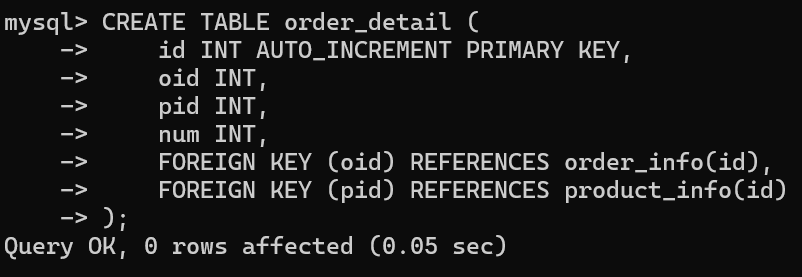 mysql> CREATE TABLE order_detail (
    ->     id INT AUTO_INCREMENT PRIMARY KEY,
    ->     oid INT,
    ->     pid INT,
    ->     num INT,
    ->     FOREIGN KEY (oid) REFERENCES order_info(id),
    ->     FOREIGN KEY (pid) REFERENCES product_info(id)
    -> );
Query OK, 0 rows affected (0.05 sec)